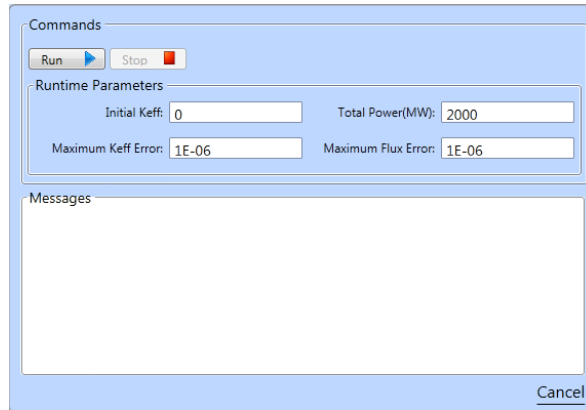 Commands
Run Stop
Runtime Parameters
Initial Keff: 0 Total Power(MW): 2000
Maximum Keff Error: 1E-06 Maximum Flux Error: 1E-06
Messages
Cancel